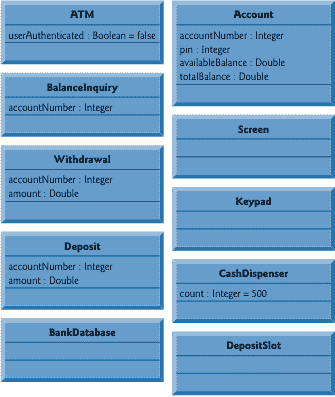 ATM
userAuthenticated : Boolean = false
BalanceInquiry
accountNumber : Integer
Withdrawal
accountNumber : Integer
amount : Double
Deposit
accountNumber : Integer
amount : Double
BankDatabase
Account
accountNumber : Integer
pin : Integer
availableBalance : Double
totalBalance : Double
Screen
Keypad
CashDispenser
count : Integer = 500
DepositSlot